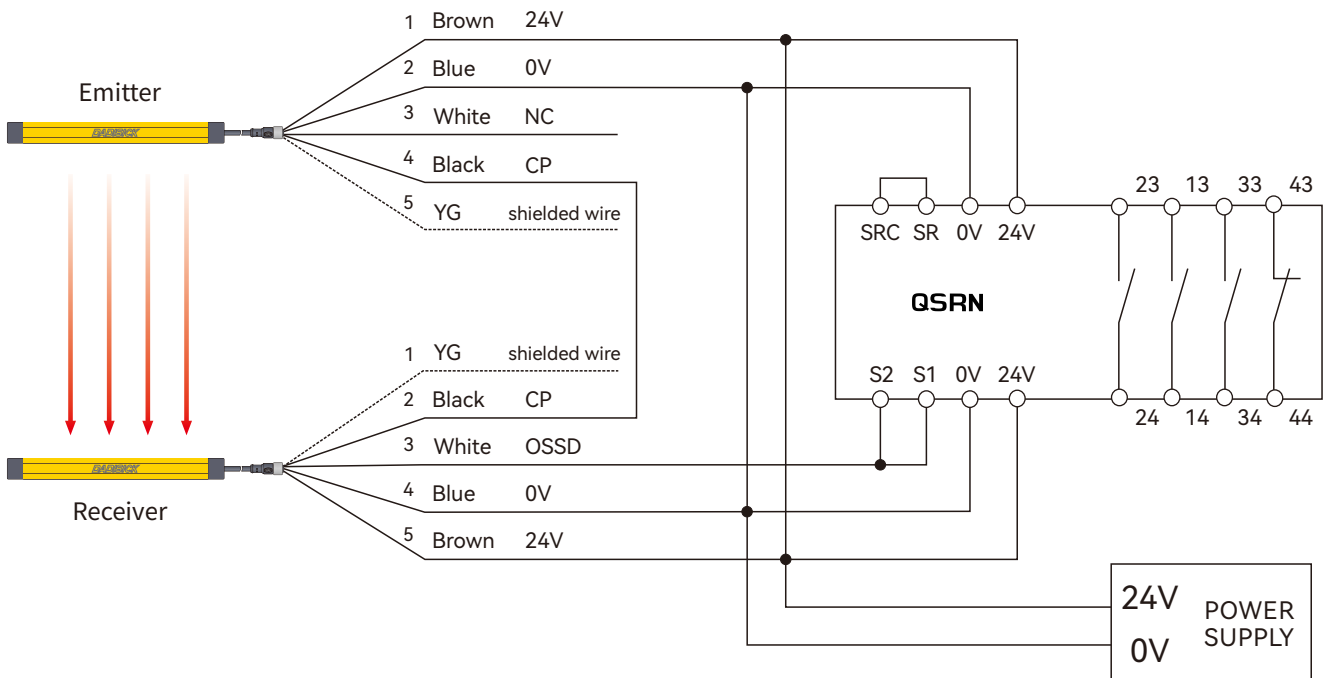 Emitter
DADISICK
1 Brown 24V
2 Blue 0V
3 White NC
4 Black CP
5 YG shielded wire
1 YG shielded wire
2 Black CP
3 White OSSD
4 Blue 0V
5 Brown 24V
DADISICK
Receiver
23 13 33 43
SRC SR 0V 24V
QSRN
S2 S1 0V 24V
24 14 34 44
24V
0V
POWER
SUPPLY